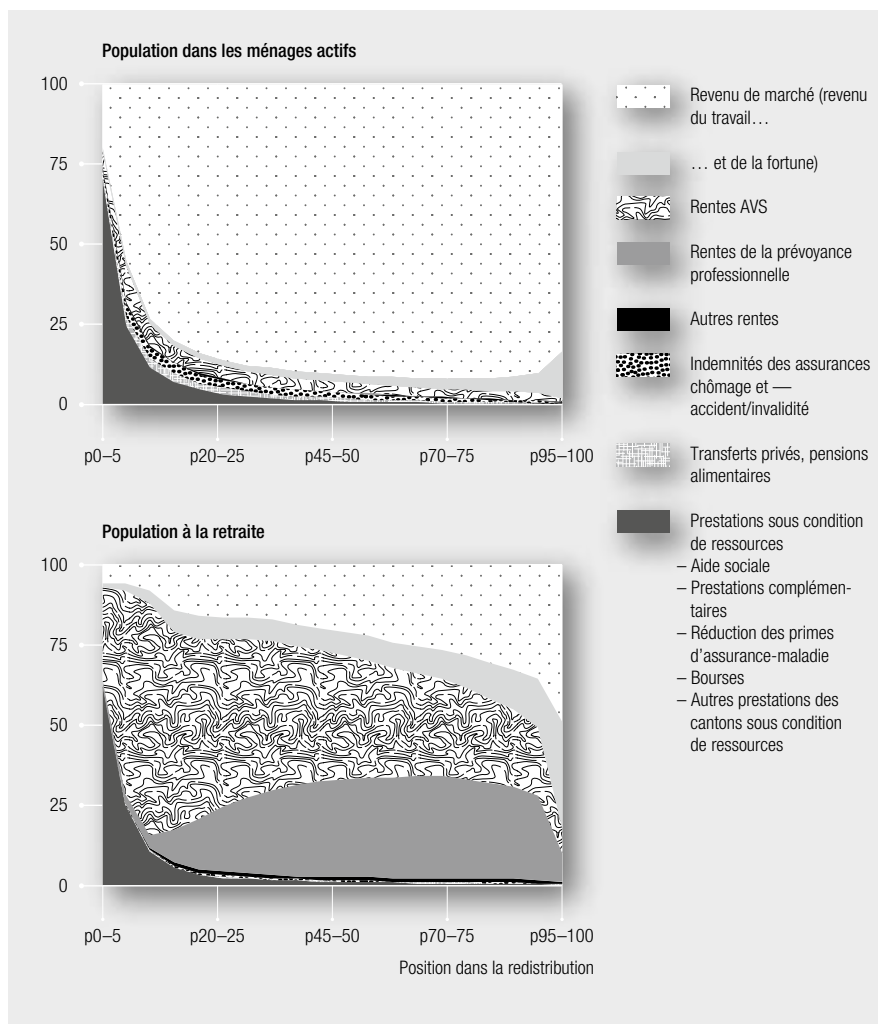 Population dans les ménages actifs
100
75
50
25
0
p0–5
p20–25
p45–50
p70–75
p95–100
Population à la retraite
100
75
50
25
0
p0–5
p20–25
p45–50
p70–75
p95–100
Position dans la redistribution
Revenu de marché (revenu
du travail…
… et de la fortune)
Rentes AVS
Rentes de la prévoyance
professionnelle
Autres rentes
Indemnités des assurances
chômage et —
accident/invalidité
Transferts privés, pensions
alimentaires
Prestations sous condition
de ressources
– Aide sociale
– Prestations complémen-
taires
– Réduction des primes
d’assurance-maladie
– Bourses
– Autres prestations des
cantons sous condition
de ressources